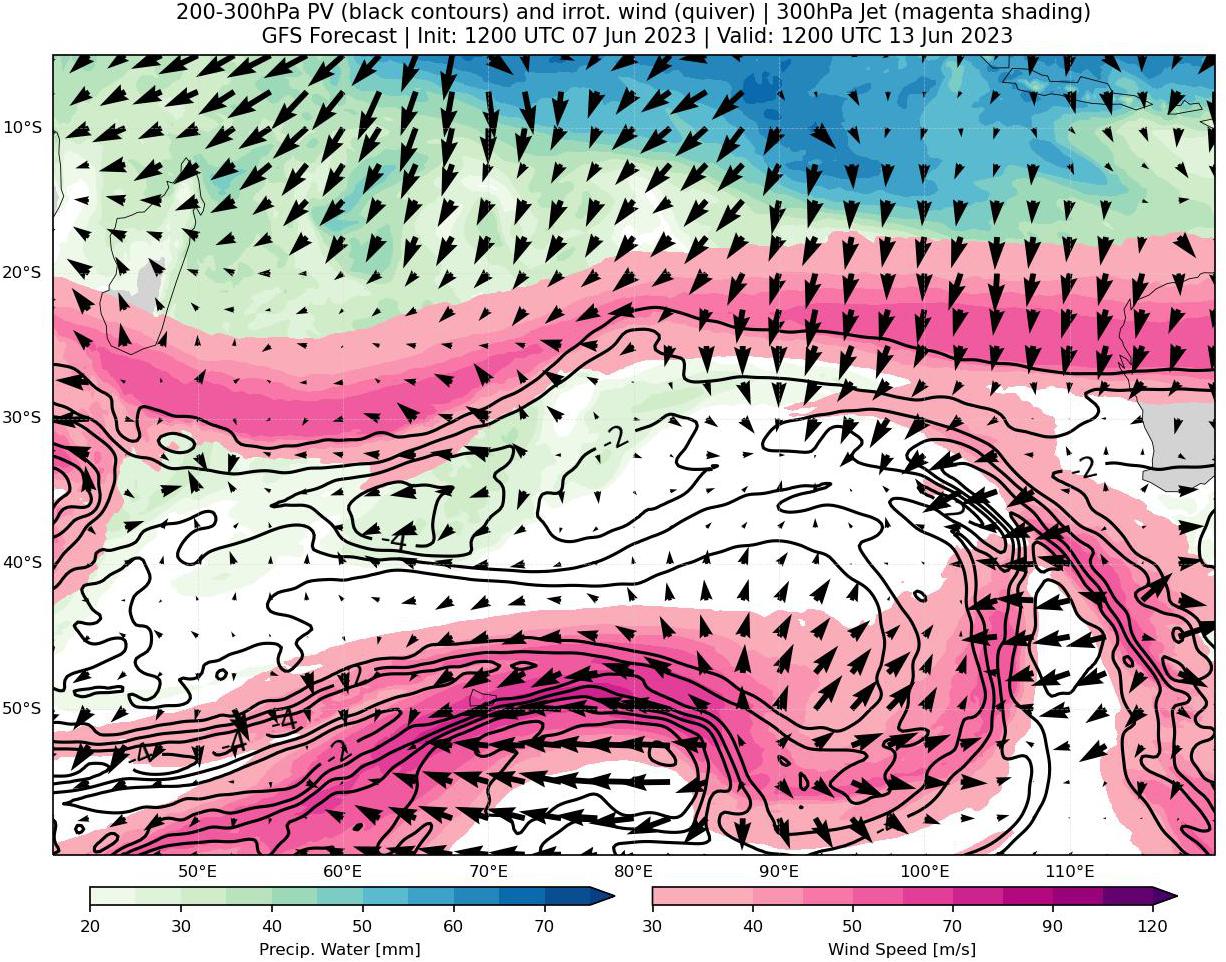 200-300hPa PV (black contours) and irrot. wind (quiver) | 300hPa Jet (magenta shading)
GFS Forecast | Init: 1200 UTC 07 Jun 2023 | Valid: 1200 UTC 13 Jun 2023
10°S
20°S
30°S
-2
-2
-4
40°S
50°S
-4
-4
-4
-2
50°E 60°E 70°E 80°E 90°E 100°E 110°E
20 30 40 50 60 70
30 40 50 70 90 120
Precip. Water [mm]
Wind Speed [m/s]